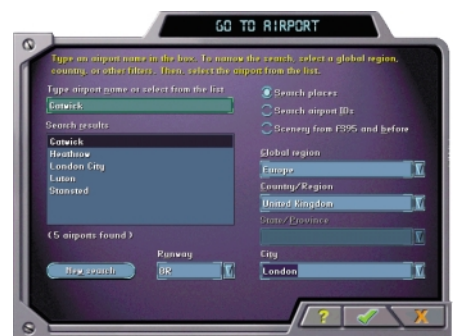 GO TO AIRPORT
Type an airport name in the box. To narrow the search, select a global region,
country, or other filters. Then, select the airport from the list.
Type airport name or select from the list
Gatwick
Search results
Gatwick
Heathrow
London City
Luton
Stansted
(5 airports found)
New search
Runway
8R
Search places
Search airport IDs
Scenery from FS95 and before
Global region
Europe
Country/Region
United Kingdom
State/Province
City
London
?
X